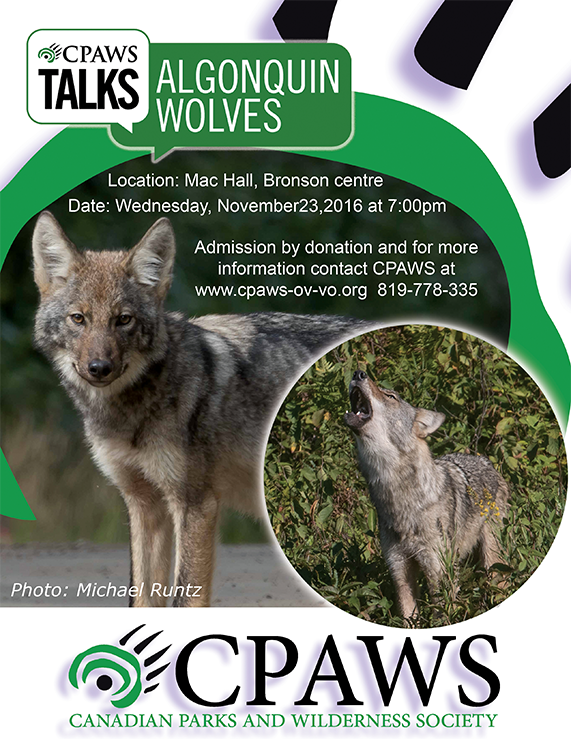 CPAWS
TALKS
ALGONQUIN
WOLVES
Location: Mac Hall, Bronson centre
Date: Wednesday, November23,2016 at 7:00pm
Admission by donation and for more
information contact CPAWS at
www.cpaws-ov-vo.org 819-778-335
Photo: Michael Runtz
CPAWS
CANADIAN PARKS AND WILDERNESS SOCIETY